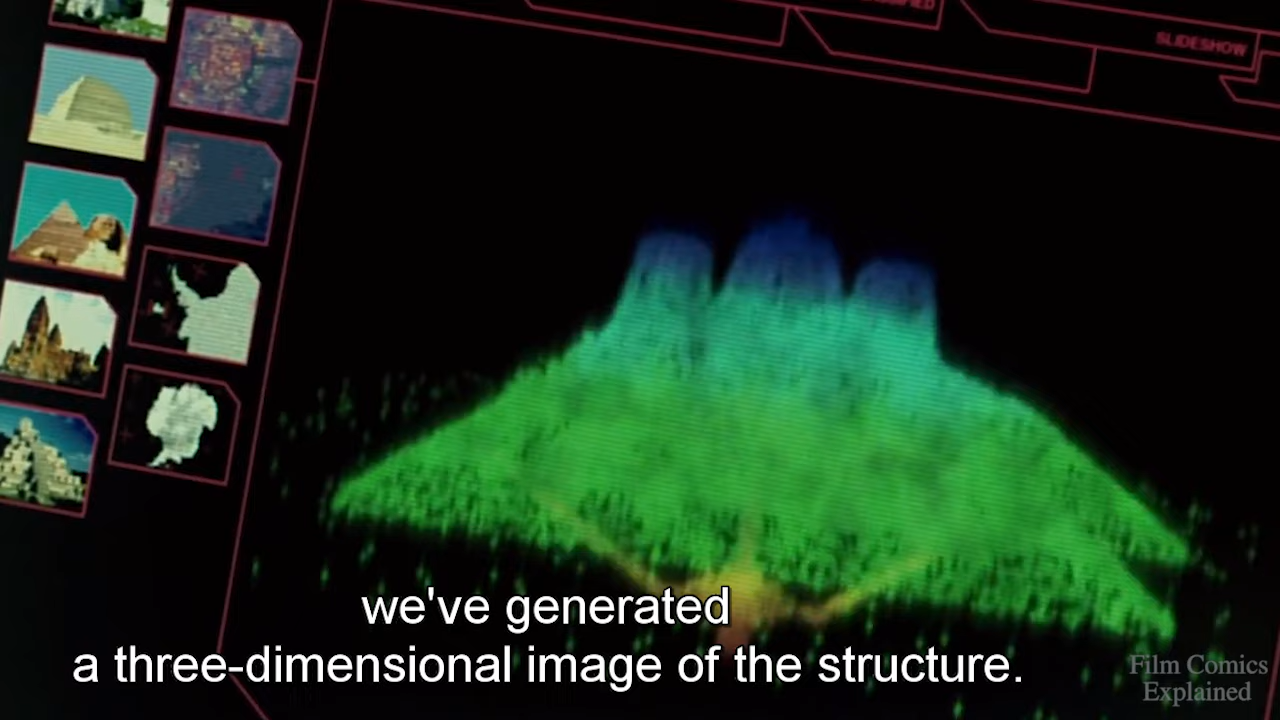 SLIDESHOW
we've generated
a three-dimensional image of the structure.
Film Comics
Explained